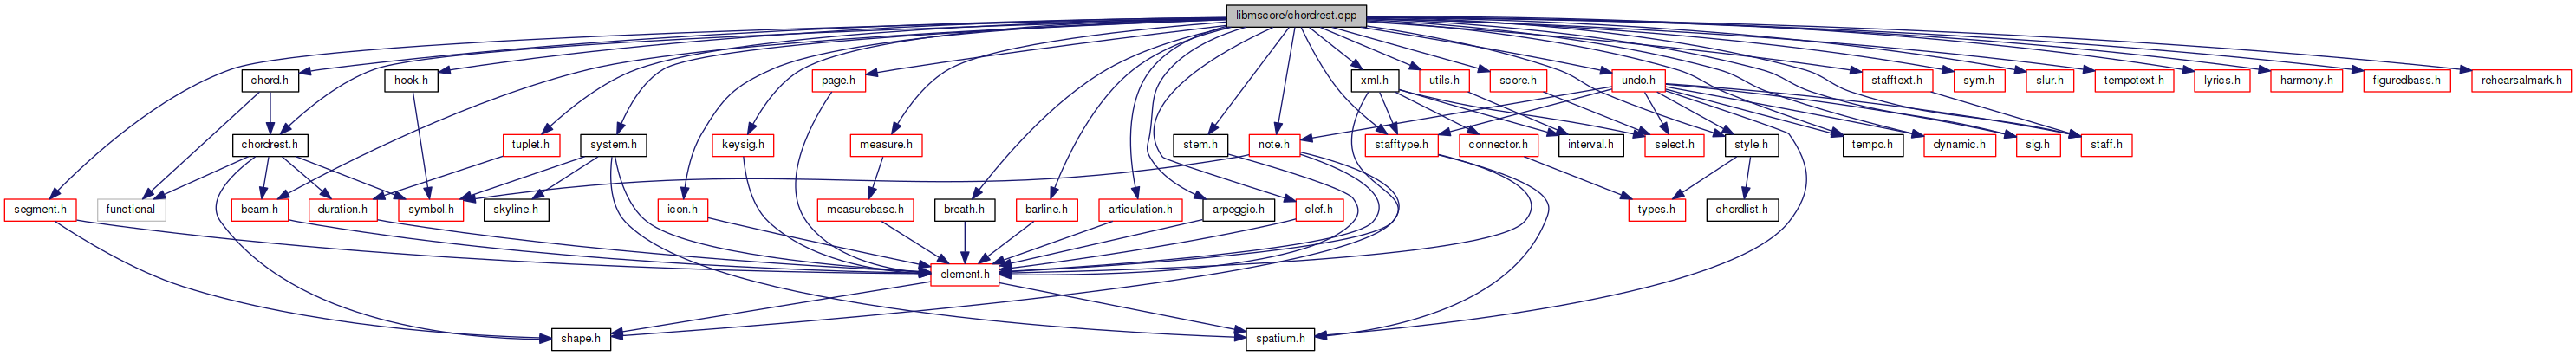 libmscore/chordrest.cpp
chord.h
hook.h
page.h
xml.h
utils.h
score.h
undo.h
stafftext.h
sym.h
slur.h
tempotext.h
lyrics.h
harmony.h
figuredbass.h
rehearsalmark.h
chordrest.h
tuplet.h
system.h
keysig.h
measure.h
stem.h
note.h
stafftype.h
connector.h
interval.h
select.h
style.h
tempo.h
dynamic.h
sig.h
staff.h
segment.h
functional
beam.h
duration.h
symbol.h
skyline.h
icon.h
measurebase.h
breath.h
barline.h
articulation.h
arpeggio.h
clef.h
types.h
chordlist.h
element.h
shape.h
spatium.h